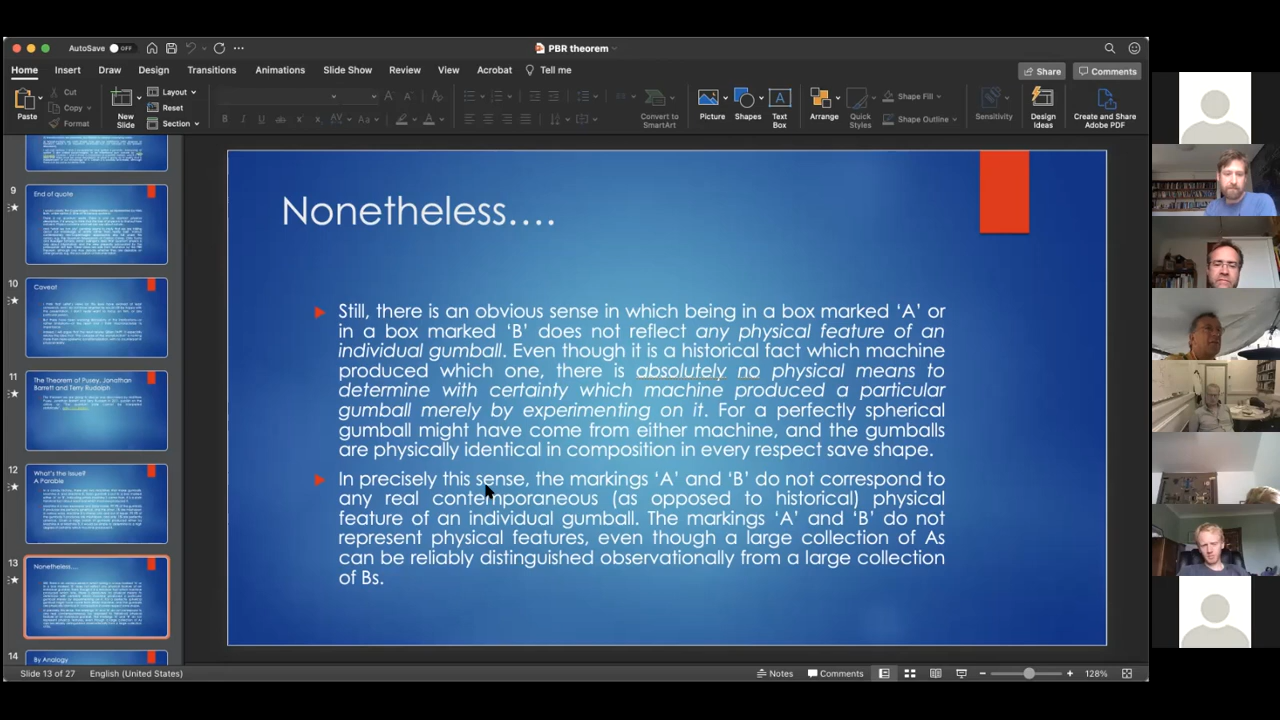 AutoSave OFF
PBR theorem
Home Insert Draw Design Transitions Animations Slide Show Review View Acrobat Tell me
Share Comments
Paste
Cut
Copy
Format
New Slide
Layout
Reset
Section
Convert to SmartArt
Picture
Shapes
Text Box
Arrange
Quick Styles
Shape Fill
Shape Outline
Sensitivity
Design Ideas
Create and Share Adobe PDF
9
End of quote
10
Caveat
11
The Theorem of Pusey, Jonathan
Barrett and Terry Rudolph
12
What's the Issue?
A Parable
13
Nonetheless....
14
By Analogy
Nonetheless....
Still, there is an obvious sense in which being in a box marked ‘A’ or
in a box marked ‘B’ does not reflect any physical feature of an
individual gumball. Even though it is a historical fact which machine
produced which one, there is absolutely no physical means to
determine with certainty which machine produced a particular
gumball merely by experimenting on it. For a perfectly spherical
gumball might have come from either machine, and the gumballs
are physically identical in composition in every respect save shape.
In precisely this sense, the markings ‘A’ and ‘B’ do not correspond to
any real contemporaneous (as opposed to historical) physical
feature of an individual gumball. The markings ‘A’ and ‘B’ do not
represent physical features, even though a large collection of As
can be reliably distinguished observationally from a large collection
of Bs.
Slide 13 of 27 English (United States)
Notes Comments 128%